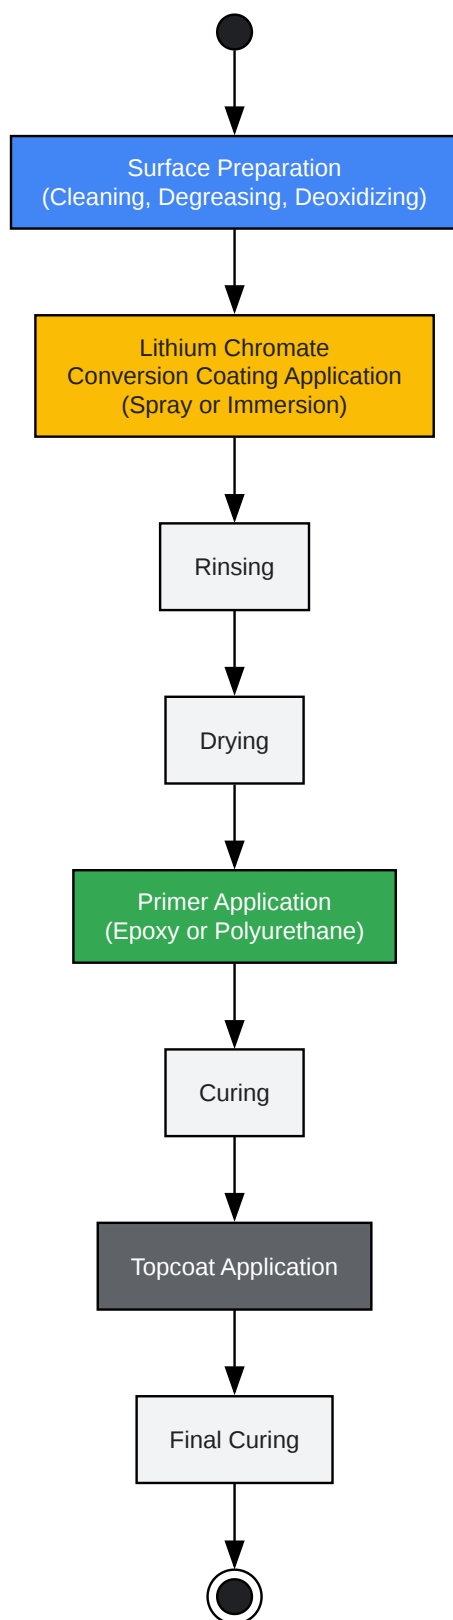 Surface Preparation
(Cleaning, Degreasing, Deoxidizing)
Lithium Chromate
Conversion Coating Application
(Spray or Immersion)
Rinsing
Drying
Primer Application
(Epoxy or Polyurethane)
Curing
Topcoat Application
Final Curing